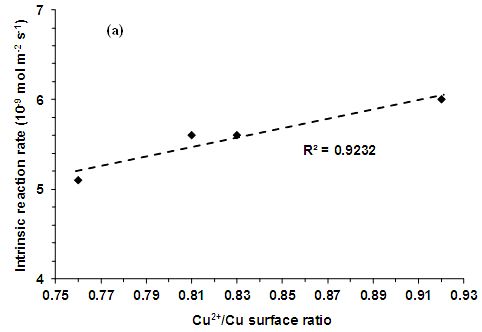 (a)
7
6
5
4
Intrinsic reaction rate (10⁻⁹ mol m⁻² s⁻¹)
R² = 0.9232
0.75 0.77 0.79 0.81 0.83 0.85 0.87 0.89 0.91 0.93
Cu²⁺/Cu surface ratio